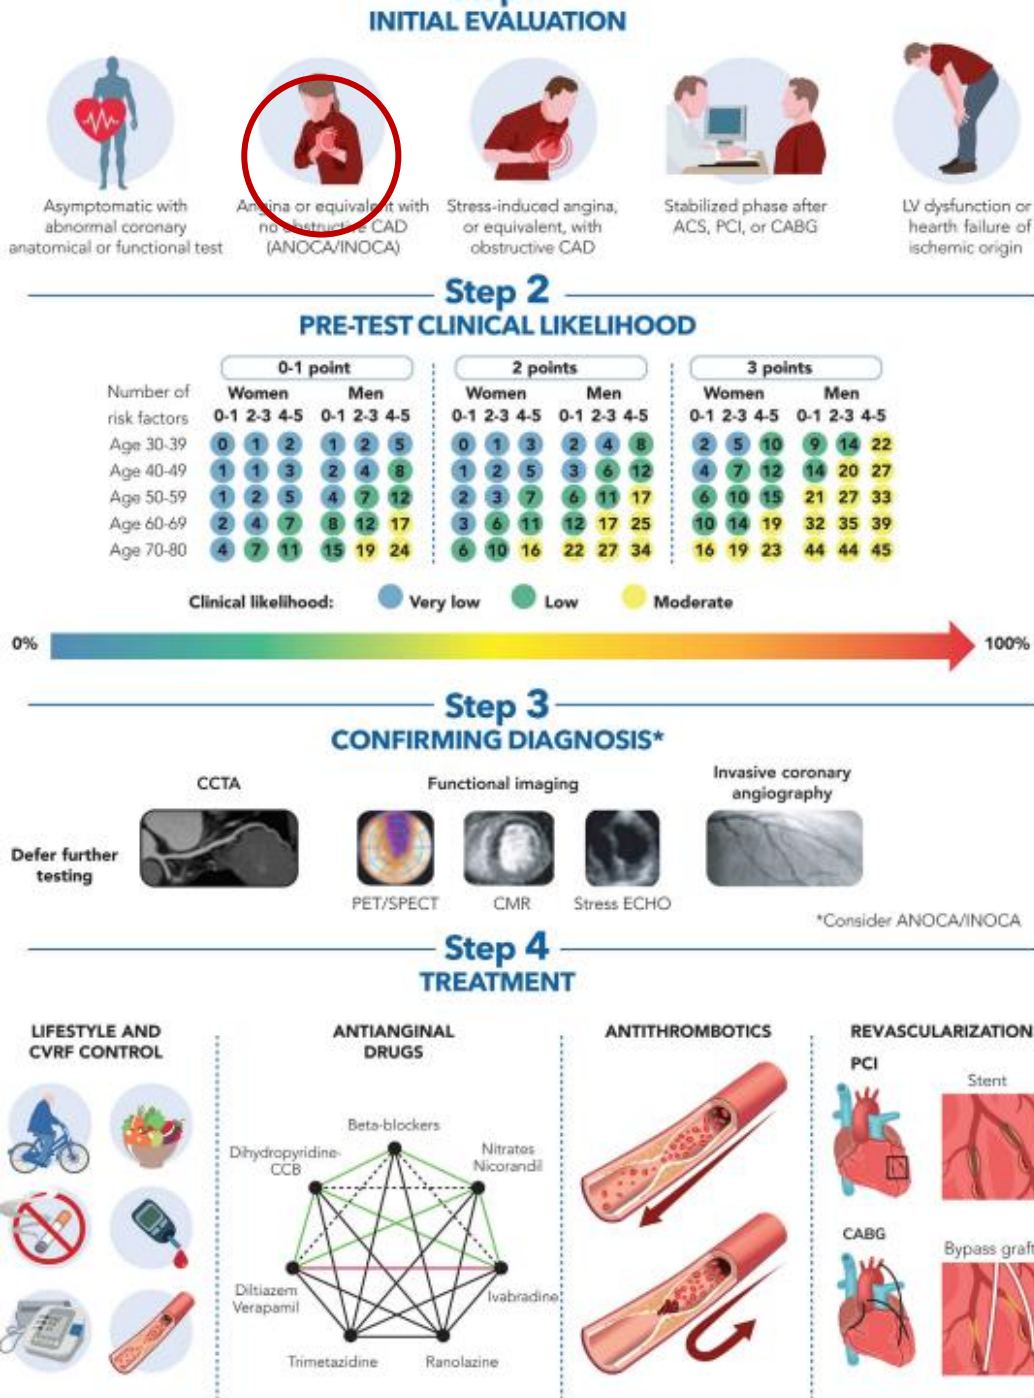 INITIAL EVALUATION
Asymptomatic with
abnormal coronary
anatomical or functional test
Angina or equivalent with
no obstructive CAD
(ANOCA/INOCA)
Stress-induced angina,
or equivalent, with
obstructive CAD
Stabilized phase after
ACS, PCI, or CABG
LV dysfunction or
hearth failure of
ischemic origin
Step 2
PRE-TEST CLINICAL LIKELIHOOD
0-1 point 2 points 3 points
Number of Women Men Women Men Women Men
risk factors 0-1 2-3 4-5 0-1 2-3 4-5 0-1 2-3 4-5 0-1 2-3 4-5 0-1 2-3 4-5 0-1 2-3 4-5
Age 30-39 0 1 2 1 2 5 0 1 3 2 4 8 2 5 10 9 14 22
Age 40-49 1 1 3 2 4 8 1 2 5 3 6 12 4 7 12 14 20 27
Age 50-59 1 2 5 4 7 12 2 3 7 6 11 17 6 10 15 21 27 33
Age 60-69 2 4 7 8 12 17 3 6 11 12 17 25 10 14 19 32 35 39
Age 70-80 4 7 11 15 19 24 6 10 16 22 27 34 16 19 23 44 44 45
Clinical likelihood: Very low Low Moderate
0% 100%
Step 3
CONFIRMING DIAGNOSIS*
Defer further
testing
CCTA
Functional imaging
PET/SPECT CMR Stress ECHO
Invasive coronary
angiography
*Consider ANOCA/INOCA
Step 4
TREATMENT
LIFESTYLE AND
CVRF CONTROL
ANTIANGINAL
DRUGS
Beta-blockers
Dihydropyridine-
CCB
Nitrates
Nicorandil
Diltiazem
Verapamil
Ivabradine
Trimetazidine
Ranolazine
ANTITHROMBOTICS
REVASCULARIZATION
PCI
Stent
CABG
Bypass graft